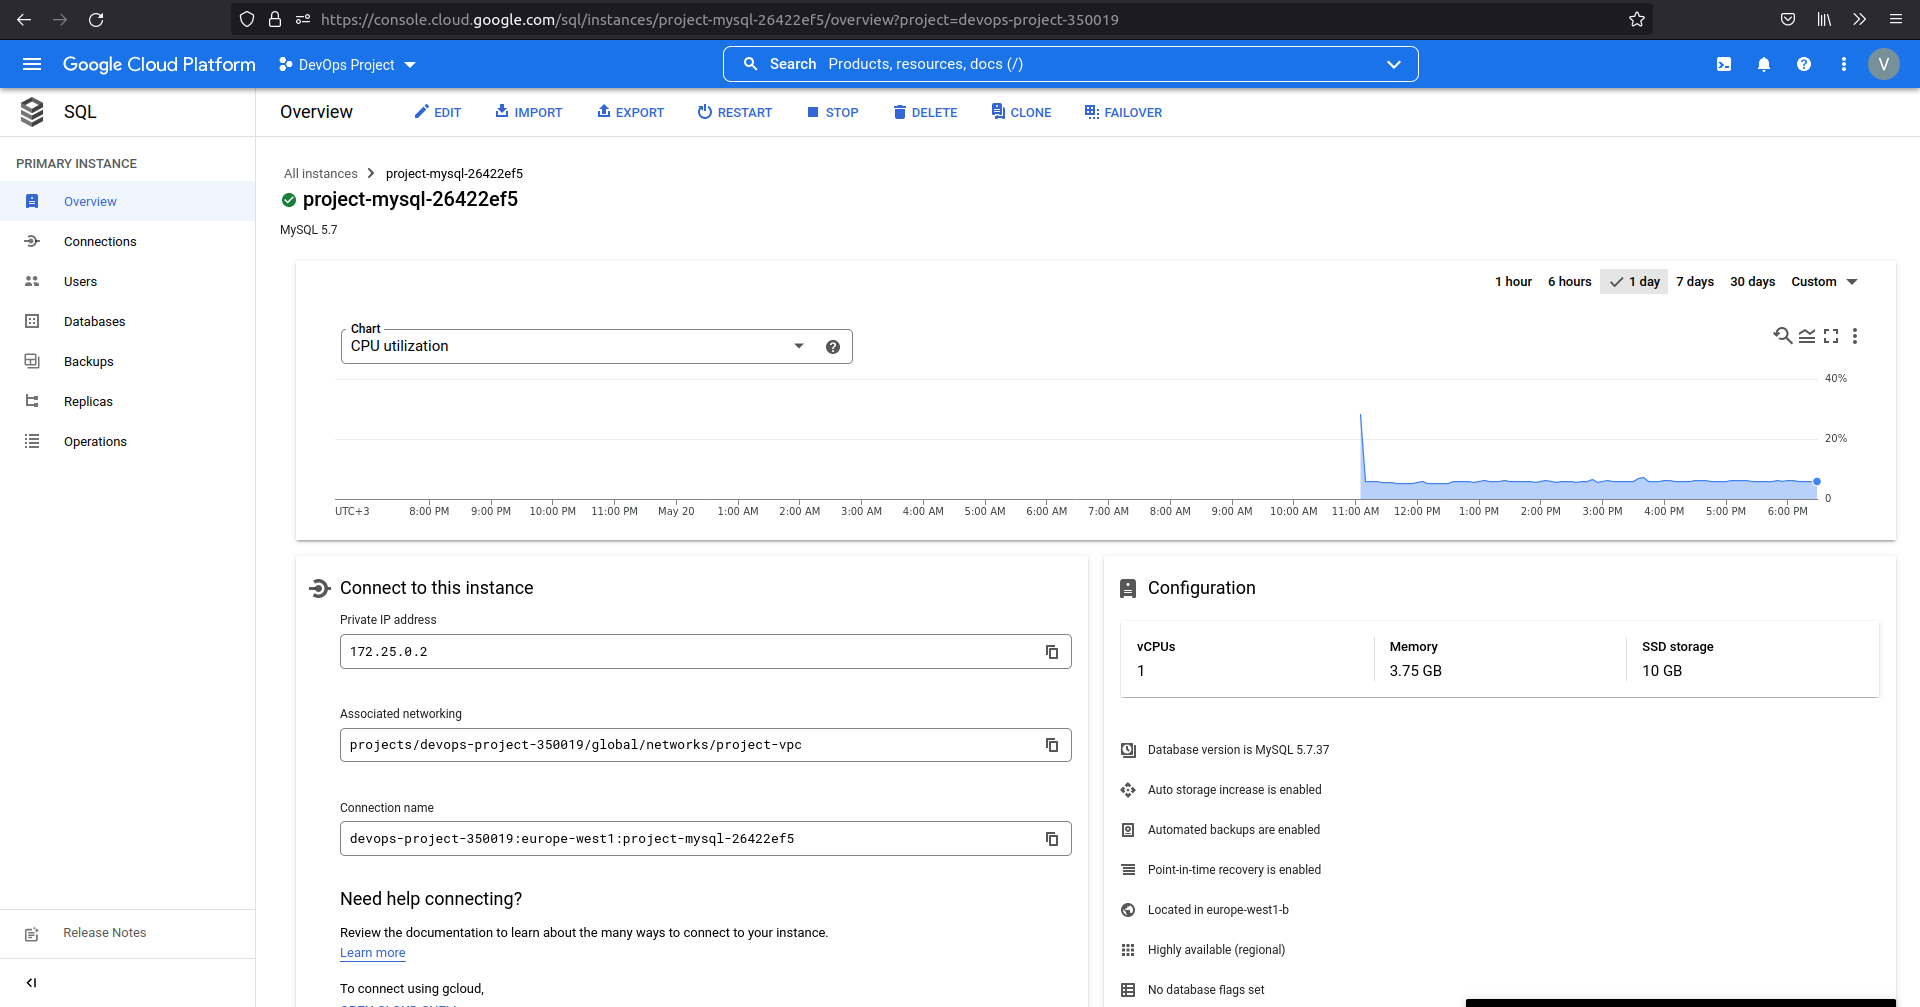 https://console.cloud.google.com/sql/instances/project-mysql-26422ef5/overview?project=devops-project-350019
Google Cloud Platform
DevOps Project
Search Products, resources, docs (/)
V
SQL
Overview
EDIT
IMPORT
EXPORT
RESTART
STOP
DELETE
CLONE
FAILOVER
PRIMARY INSTANCE
Overview
Connections
Users
Databases
Backups
Replicas
Operations
Release Notes
All instances
project-mysql-26422ef5
project-mysql-26422ef5
MySQL 5.7
1 hour
6 hours
1 day
7 days
30 days
Custom
Chart
CPU utilization
40%
20%
0
UTC+3 8:00 PM 9:00 PM 10:00 PM 11:00 PM May 20 1:00 AM 2:00 AM 3:00 AM 4:00 AM 5:00 AM 6:00 AM 7:00 AM 8:00 AM 9:00 AM 10:00 AM 11:00 AM 12:00 PM 1:00 PM 2:00 PM 3:00 PM 4:00 PM 5:00 PM 6:00 PM
Connect to this instance
Private IP address
172.25.0.2
Associated networking
projects/devops-project-350019/global/networks/project-vpc
Connection name
devops-project-350019:europe-west1:project-mysql-26422ef5
Need help connecting?
Review the documentation to learn about the many ways to connect to your instance.
Learn more
To connect using gcloud,
Configuration
vCPUs
1
Memory
3.75 GB
SSD storage
10 GB
Database version is MySQL 5.7.37
Auto storage increase is enabled
Automated backups are enabled
Point-in-time recovery is enabled
Located in europe-west1-b
Highly available (regional)
No database flags set